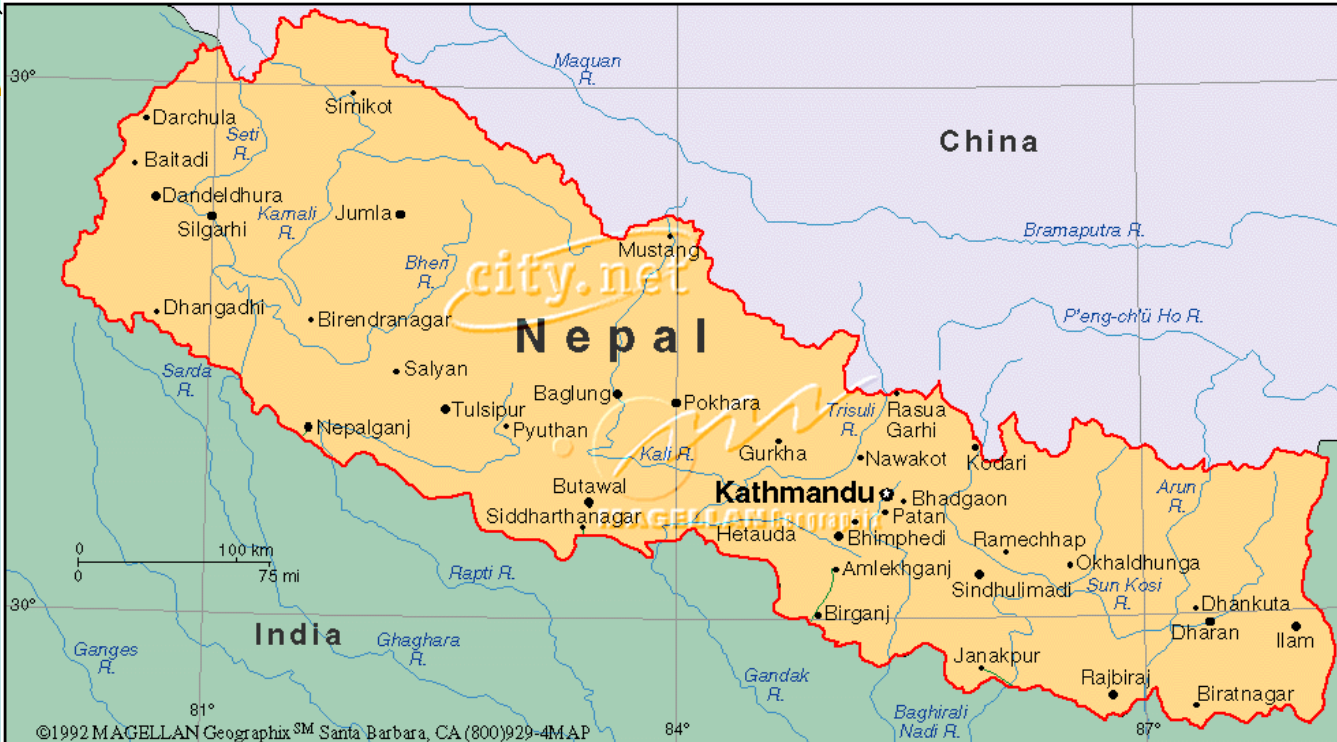 Maquan
R.
30°
Simikot
Darchula
Seti
R.
China
Baitadi
Dandeldhura
Silgarhi
Karnali
R.
Jumla
Mustang
Bramaputra R.
Bheri
R.
city.net
Dhangadhi
Birendranagar
Nepal
P'eng-ch'ü Ho R.
Sarda
R.
Salyan
Baglung
Pokhara
Tulsipur
Trisuli
R.
Rasua
Garhi
Nepalganj
Pyuthan
Kali R.
Gurkha
Nawakot
Kodari
Butawal
Kathmandu
Bhadgaon
Arun
R.
Siddharthanagar
MAGELLAN Geographix
Patan
Hetauda
Bhimphedi
Ramechhap
0 100 km
0 75 mi
Rapti R.
Amlekhganj
Okhaldhunga
Sindhulimadi
Sun Kosi
R.
30°
Birganj
Dhankuta
Dharan
Ilam
India
Ganges
R.
Ghaghara
R.
Janakpur
Gandak
R.
Rajbiraj
Biratnagar
Baghirali
Nadi R.
81°
84°
87°
©1992 MAGELLAN Geographix SM Santa Barbara, CA (800)929-4MAP